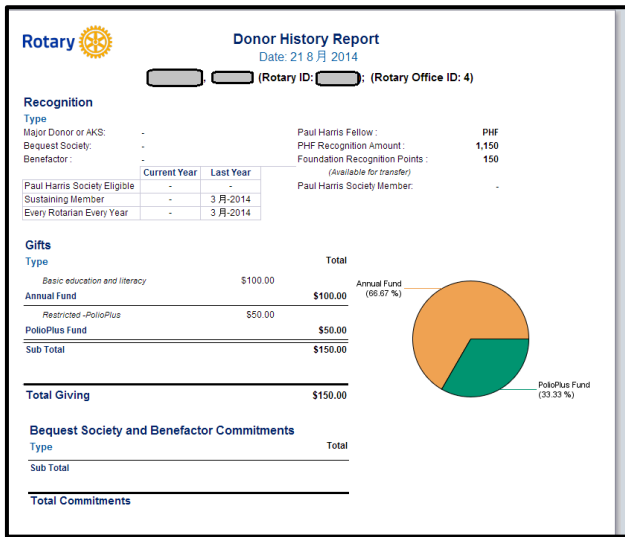 Rotary
Donor History Report
Date: 21 8 月 2014
, (Rotary ID: ); (Rotary Office ID: 4)
Recognition
Type
Major Donor or AKS: -
Bequest Society: -
Benefactor : -
Paul Harris Fellow : PHF
PHF Recognition Amount : 1,150
Foundation Recognition Points : 150
(Available for transfer)
Paul Harris Society Member: -
Current Year Last Year
Paul Harris Society Eligible - -
Sustaining Member - 3 月-2014
Every Rotarian Every Year - 3 月-2014
Gifts
Type Total
Basic education and literacy $100.00
Annual Fund $100.00
Restricted -PolioPlus $50.00
PolioPlus Fund $50.00
Sub Total $150.00
Total Giving $150.00
Annual Fund
(66.67 %)
PolioPlus Fund
(33.33 %)
Bequest Society and Benefactor Commitments
Type Total
Sub Total
Total Commitments